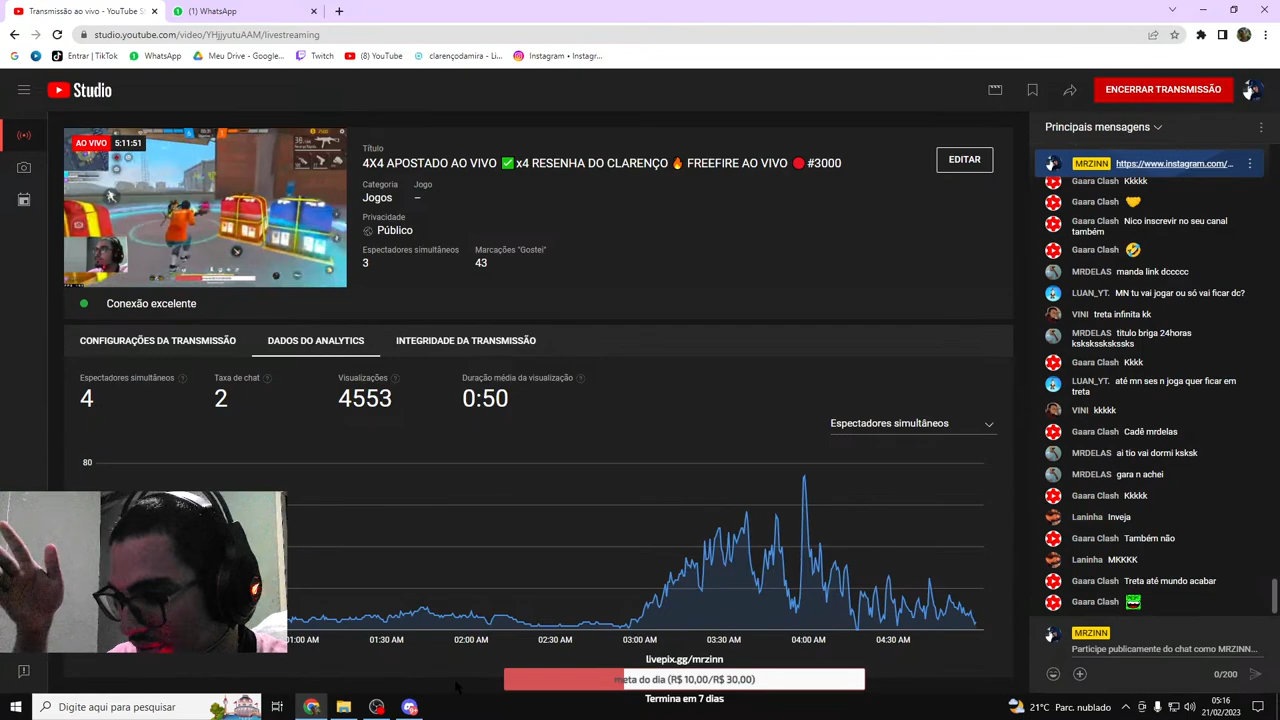 Transmissão ao vivo - YouTube S
(1) WhatsApp
studio.youtube.com/video/YHjjyutuAAM/livestreaming
Entrar | TikTok
WhatsApp
Meu Drive - Google...
Twitch
(8) YouTube
clarençodamira - Li...
Instagram • Instagr...
Studio
ENCERRAR TRANSMISSÃO
AO VIVO 5:11:51
Título
4X4 APOSTADO AO VIVO ✅ x4 RESENHA DO CLARENÇO 🔥 FREEFIRE AO VIVO 🔴 #3000
EDITAR
Categoria Jogo
Jogos –
Privacidade
Público
Espectadores simultâneos Marcações "Gostei"
3 43
Conexão excelente
CONFIGURAÇÕES DA TRANSMISSÃO DADOS DO ANALYTICS INTEGRIDADE DA TRANSMISSÃO
Espectadores simultâneos Taxa de chat Visualizações Duração média da visualização
4 2 4553 0:50
Espectadores simultâneos
80
01:00 AM 01:30 AM 02:00 AM 02:30 AM 03:00 AM 03:30 AM 04:00 AM 04:30 AM
livepix.gg/mrzinn
meta do dia (R$ 10,00/R$ 30,00)
Termina em 7 dias
Principais mensagens
MRZINN https://www.instagram.com/...
Gaara Clash Kkkkk
Gaara Clash 🤝
Gaara Clash Nico inscrevir no seu canal
também
Gaara Clash 🤣
MRDELAS manda link dccccc
LUAN_YT. MN tu vai jogar ou só vai ficar dc?
VINI treta infinita kk
MRDELAS titulo briga 24horas
ksksksskskssks
Gaara Clash Kkkk
LUAN_YT. até mn ses n joga quer ficar em
treta
VINI kkkkk
Gaara Clash Cadê mrdelas
MRDELAS ai tio vai dormi ksksk
MRDELAS gara n achei
Gaara Clash Kkkkk
Laninha Inveja
Gaara Clash Também não
Laninha MKKKK
Gaara Clash Treta até mundo acabar
Gaara Clash
MRZINN
Participe publicamente do chat como MRZINN...
0/200
Digite aqui para pesquisar
21°C Parc. nublado
05:16
21/02/2023